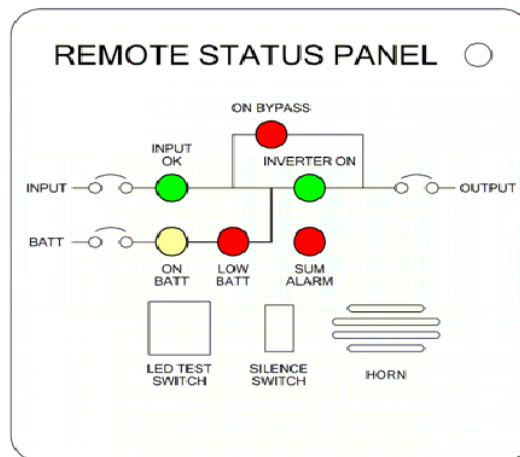 REMOTE STATUS PANEL
ON BYPASS
INPUT
OK
INVERTER ON
INPUT
OUTPUT
BATT
ON
BATT
LOW
BATT
SUM
ALARM
LED TEST
SWITCH
SILENCE
SWITCH
HORN